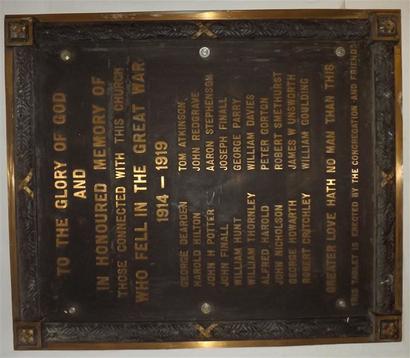 TO THE GLORY OF GOD
AND
IN HONOURED MEMORY OF
THOSE CONNECTED WITH THIS CHURCH
WHO FELL IN THE GREAT WAR
1914 – 1919
GEORGE DEARDEN TOM ATKINSON
HAROLD HILTON JOHN REDGRAVE
JOHN H POTTER AARON STEPHENSON
JOHN FINALL JOSEPH FINALL
WILLIAM HUNT GEORGE PARRY
WILLIAM THORNLEY WILLIAM DAVIES
ALFRED HAROLD PETER GORTON
JOHN NICHOLSON ROBERT SMETHURST
GEORGE HOWARTH JAMES W UNSWORTH
ROBERT CRITCHLEY WILLIAM GOULDING
GREATER LOVE HATH NO MAN THAN THIS
THIS TABLET IS ERECTED BY THE CONGREGATION AND FRIENDS